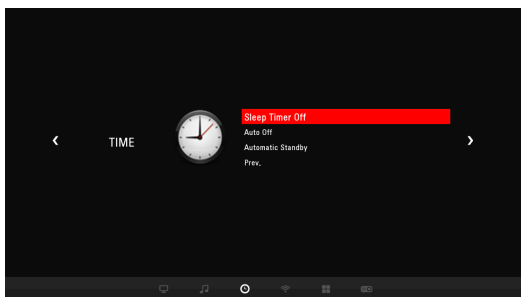 TIME
Sleep Timer Off
Auto Off
Automatic Standby
Prev.